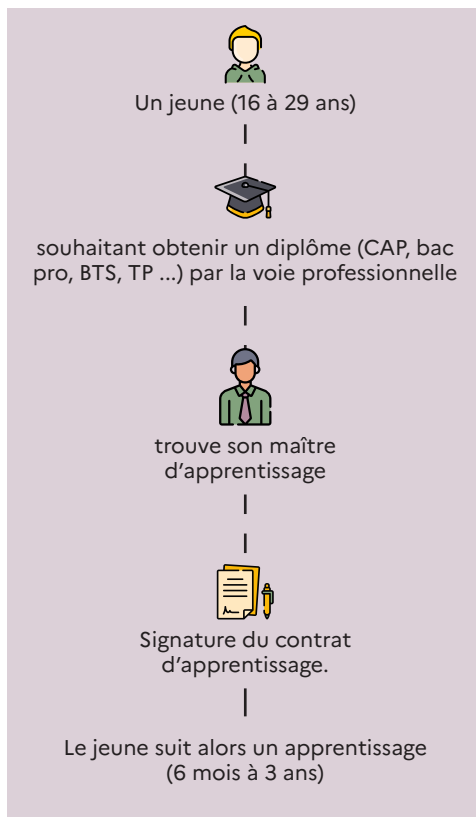 Un jeune (16 à 29 ans)
souhaitant obtenir un diplôme (CAP, bac
pro, BTS, TP ...) par la voie professionnelle
trouve son maître
d’apprentissage
Signature du contrat
d’apprentissage.
Le jeune suit alors un apprentissage
(6 mois à 3 ans)